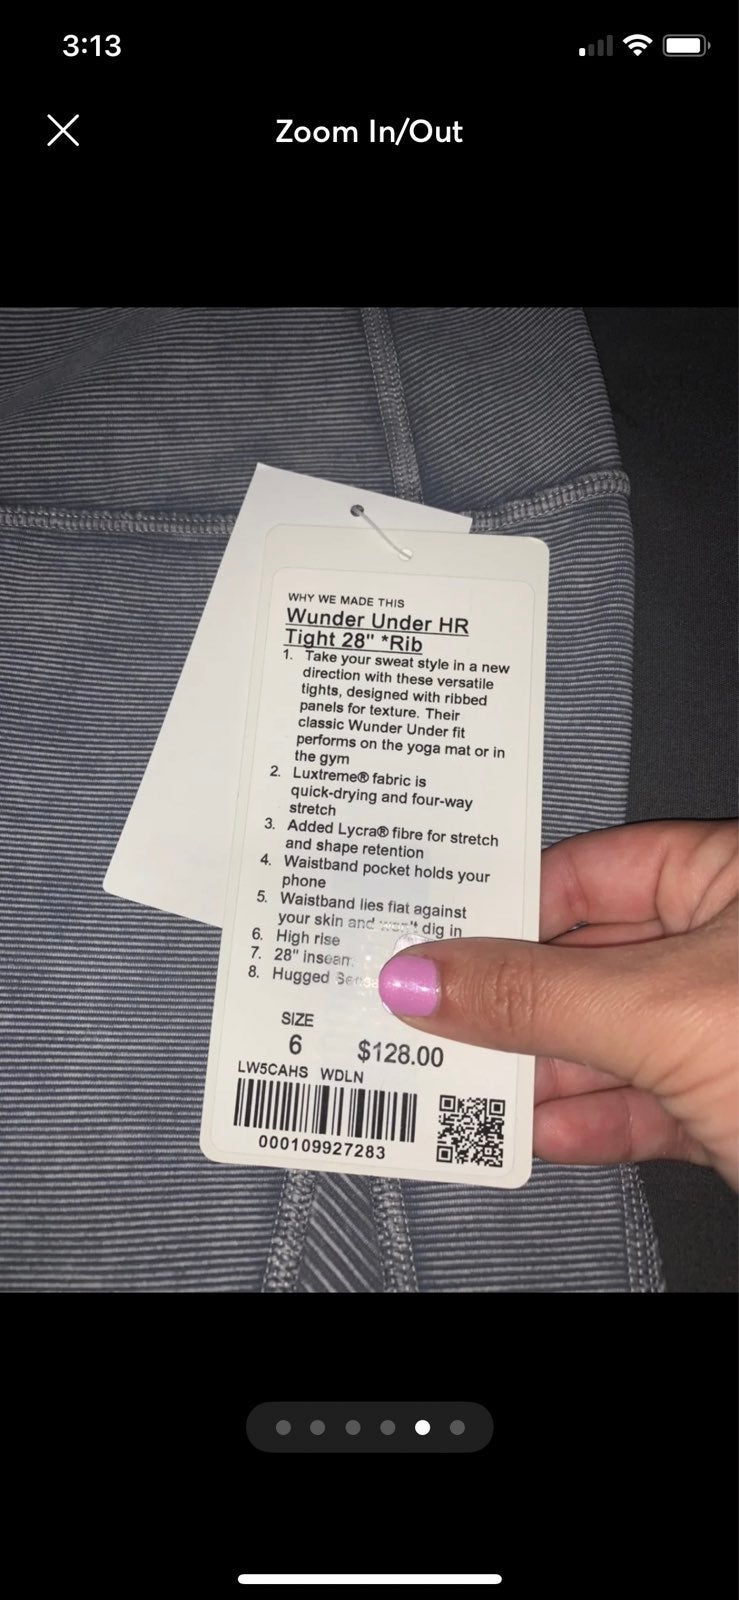 3:13
Zoom In/Out
WHY WE MADE THIS
Wunder Under HR
Tight 28" *Rib
1. Take your sweat style in a new
direction with these versatile
tights, designed with ribbed
panels for texture. Their
classic Wunder Under fit
performs on the yoga mat or in
the gym
2. Luxtreme® fabric is
quick-drying and four-way
stretch
3. Added Lycra® fibre for stretch
and shape retention
4. Waistband pocket holds your
phone
5. Waistband lies flat against
your skin and won't dig in
6. High rise
7. 28" inseam
8. Hugged
SIZE
6 $128.00
LW5CAHS WDLN
000109927283